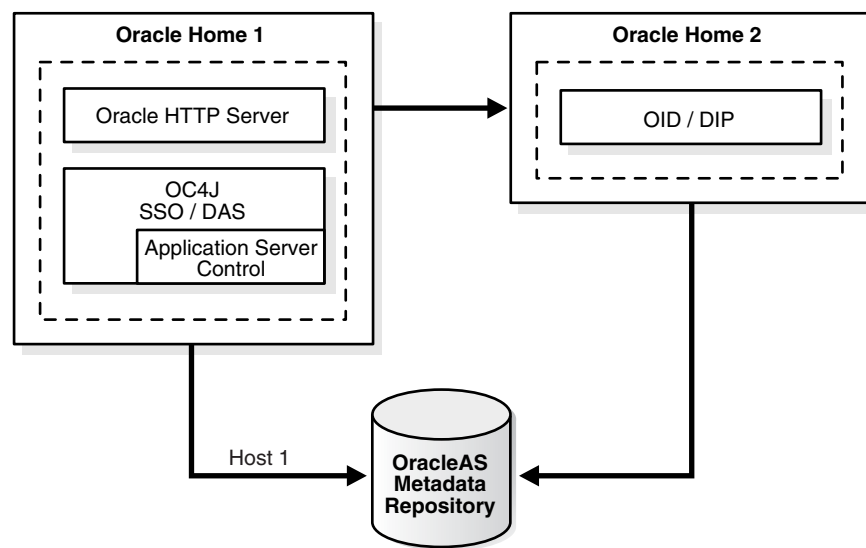 Oracle Home 1
Oracle HTTP Server
OC4J
SSO / DAS
Application Server
Control
Oracle Home 2
OID / DIP
Host 1
OracleAS
Metadata
Repository